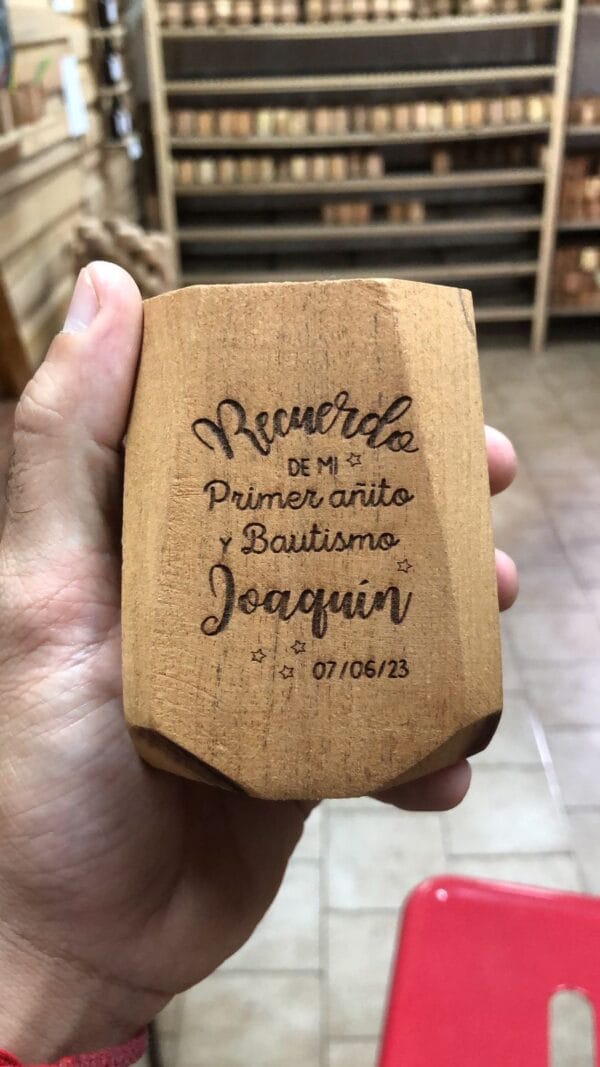 Recuerdo
DE MI
Primer añito
y Bautismo
Joaquín
07/06/23